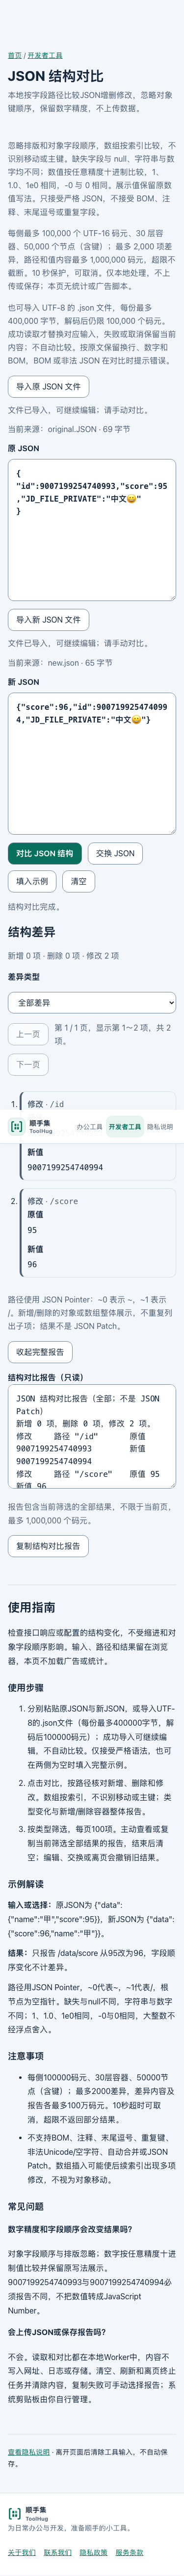 首页 / 开发者工具
JSON 结构对比
本地按字段路径比较JSON增删修改，忽略对象
键顺序，保留数字精度，不上传数据。
忽略排版和对象字段顺序，数组按索引比较，不
识别移动或主键。缺失字段与 null、字符串与数
字均不同；数值按任意精度十进制比较，1、
1.0、1e0 相同，-0 与 0 相同。展示值保留原数
值写法。只接受严格 JSON，不接受 BOM、注
释、末尾逗号或重复字段。
每侧最多 100,000 个 UTF-16 码元、30 层容
器、50,000 个节点（含键）；最多 2,000 项差
异，路径和值内容最多 1,000,000 码元，超限不
截断。10 秒保护，可取消。仅本地处理，不上
传或保存；本页无统计或广告脚本。
也可导入 UTF-8 的 .json 文件，每份最多
400,000 字节，解码后仍限 100,000 个码元。
成功读取才替换对应输入，失败或取消保留当前
内容；不自动比较。按原文保留换行、数字和
BOM，BOM 或非法 JSON 在对比时提示错误。
导入原 JSON 文件
文件已导入，可继续编辑；请手动对比。
当前来源：original.JSON · 69 字节
原 JSON
{
"id":9007199254740993,"score":95
,"JD_FILE_PRIVATE":"中文😀"
}
导入新 JSON 文件
文件已导入，可继续编辑；请手动对比。
当前来源：new.json · 65 字节
新 JSON
{"score":96,"id":900719925474099
4,"JD_FILE_PRIVATE":"中文😀"}
对比 JSON 结构
交换 JSON
填入示例
清空
结构对比完成。
结构差异
新增 0 项 · 删除 0 项 · 修改 2 项
差异类型
全部差异
上一页
第 1 / 1 页，显示第 1～2 项，共 2
项。
下一页
1. 修改 · /id
顺手集
ToolHug
办公工具
开发者工具
隐私说明
新值
9007199254740994
2. 修改 · /score
原值
95
新值
96
路径使用 JSON Pointer：~0 表示 ~，~1 表示
/。新增/删除的对象或数组整体展示，不重复列
出子项；结果不是 JSON Patch。
收起完整报告
结构对比报告（只读）
JSON 结构对比报告（全部；不是 JSON
Patch）
新增 0 项，删除 0 项，修改 2 项。
修改 路径 "/id" 原值
9007199254740993 新值
9007199254740994
修改 路径 "/score" 原值 95
新值 96
报告包含当前筛选的全部结果，不限于当前页，
最多 1,000,000 个码元。
复制结构对比报告
使用指南
检查接口响应或配置的结构变化，不受缩进和对
象字段顺序影响。输入、路径和结果留在浏览
器，本页不加载广告或统计。
使用步骤
1. 分别粘贴原JSON与新JSON，或导入UTF-
8的.json文件（每份最多400000字节，解
码后100000码元）；成功导入可继续编
辑，不自动比较。仅接受严格语法，也可
在两侧为空时填入完整示例。
2. 点击对比，按路径核对新增、删除和修
改。数组按索引，不识别移动或主键；类
型变化与新增/删除容器整体报告。
3. 按类型筛选，每页100项。主动查看或复
制当前筛选全部结果的报告，结束后清
空；编辑、交换或离页会撤销旧结果。
示例解读
输入或选择：原JSON为 {"data":
{"name":"甲","score":95}}，新JSON为 {"data":
{"score":96,"name":"甲"}}。
结果：只报告 /data/score 从95改为96，字段顺
序变化不计差异。
路径用JSON Pointer，~0代表~，~1代表/，根
节点为空指针。缺失与null不同，字符串与数字
不同；1、1.0、1e0相同，-0与0相同，大整数不
经浮点舍入。
注意事项
• 每侧100000码元、30层容器、50000节
点（含键）；最多2000差异，差异内容及
报告各最多100万码元。10秒超时可取
消，超限不返回部分结果。
• 不支持BOM、注释、末尾逗号、重复键、
非法Unicode/空字符、自动合并或JSON
Patch。数组插入可能使后续索引出现多项
修改，不视为对象移动。
常见问题
数字精度和字段顺序会改变结果吗？
对象字段顺序与排版忽略；数字按任意精度十进
制值比较并保留原写法展示。
9007199254740993与9007199254740994必
须报告不同，不把数值转成JavaScript
Number。
会上传JSON或保存报告吗？
不会。读取和对比都在本地Worker中，内容不
写入网址、日志或存储。清空、刷新和离页终止
任务并清除内容，复制失败可手动选择报告；系
统剪贴板由你自行管理。
查看隐私说明 · 离开页面后清除工具输入，不自动保
存。
顺手集
ToolHug
为日常办公与开发，准备顺手的小工具。
关于我们
联系我们
隐私政策
服务条款